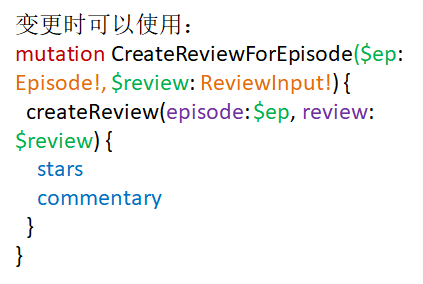 变更时可以使用：
mutation CreateReviewForEpisode($ep:
Episode!, $review: ReviewInput!) {
  createReview(episode: $ep, review:
$review) {
    stars
    commentary
  }
}